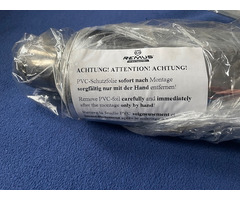 REMUS
ACHTUNG! ATTENTION! ACHTUNG!
PVC-Schutzfolie sofort nach Montage
sorgfältig nur mit der Hand entfernen!
Remove PVC-foil carefully and immediately
after the montage only by hand!